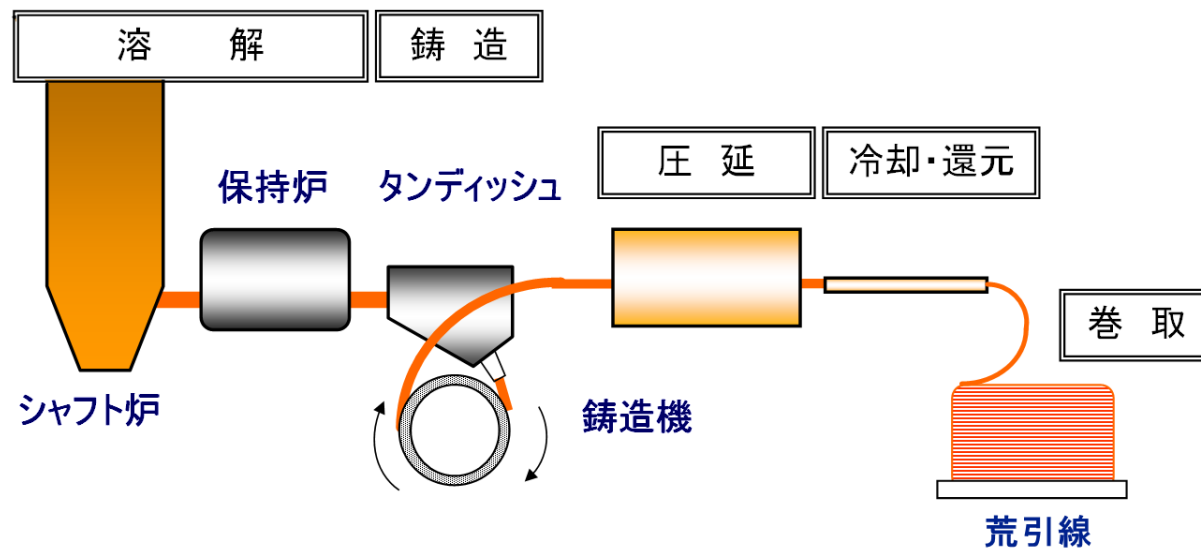 溶 解
鋳 造
圧 延
冷却・還元
保持炉
タンディッシュ
巻 取
シャフト炉
鋳造機
荒引線